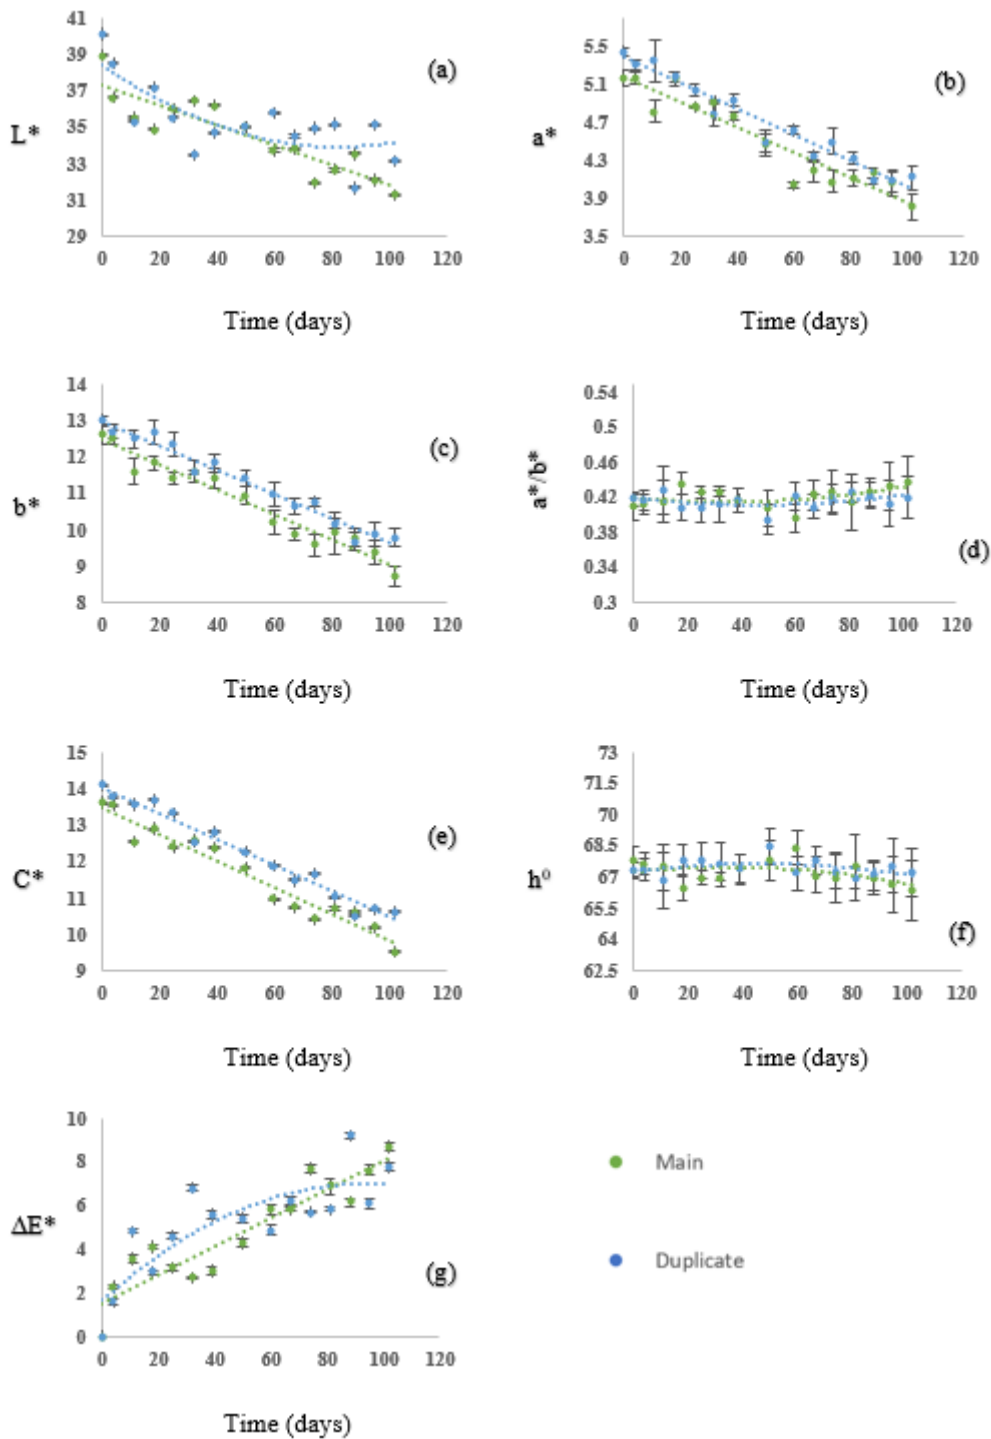 41
39
37
35
33
31
29
L*
(a)
0 20 40 60 80 100 120
Time (days)
5.5
5.1
4.7
4.3
3.9
3.5
a*
(b)
0 20 40 60 80 100 120
Time (days)
14
13
12
11
10
9
8
b*
(c)
0 20 40 60 80 100 120
Time (days)
0.54
0.5
0.46
0.42
0.38
0.34
0.3
a*/b*
(d)
0 20 40 60 80 100 120
Time (days)
15
14
13
12
11
10
9
C*
(e)
0 20 40 60 80 100 120
Time (days)
73
71.5
70
68.5
67
65.5
64
62.5
h⁰
(f)
0 20 40 60 80 100 120
Time (days)
10
8
6
4
2
0
ΔE*
(g)
0 20 40 60 80 100 120
Time (days)
Main
Duplicate